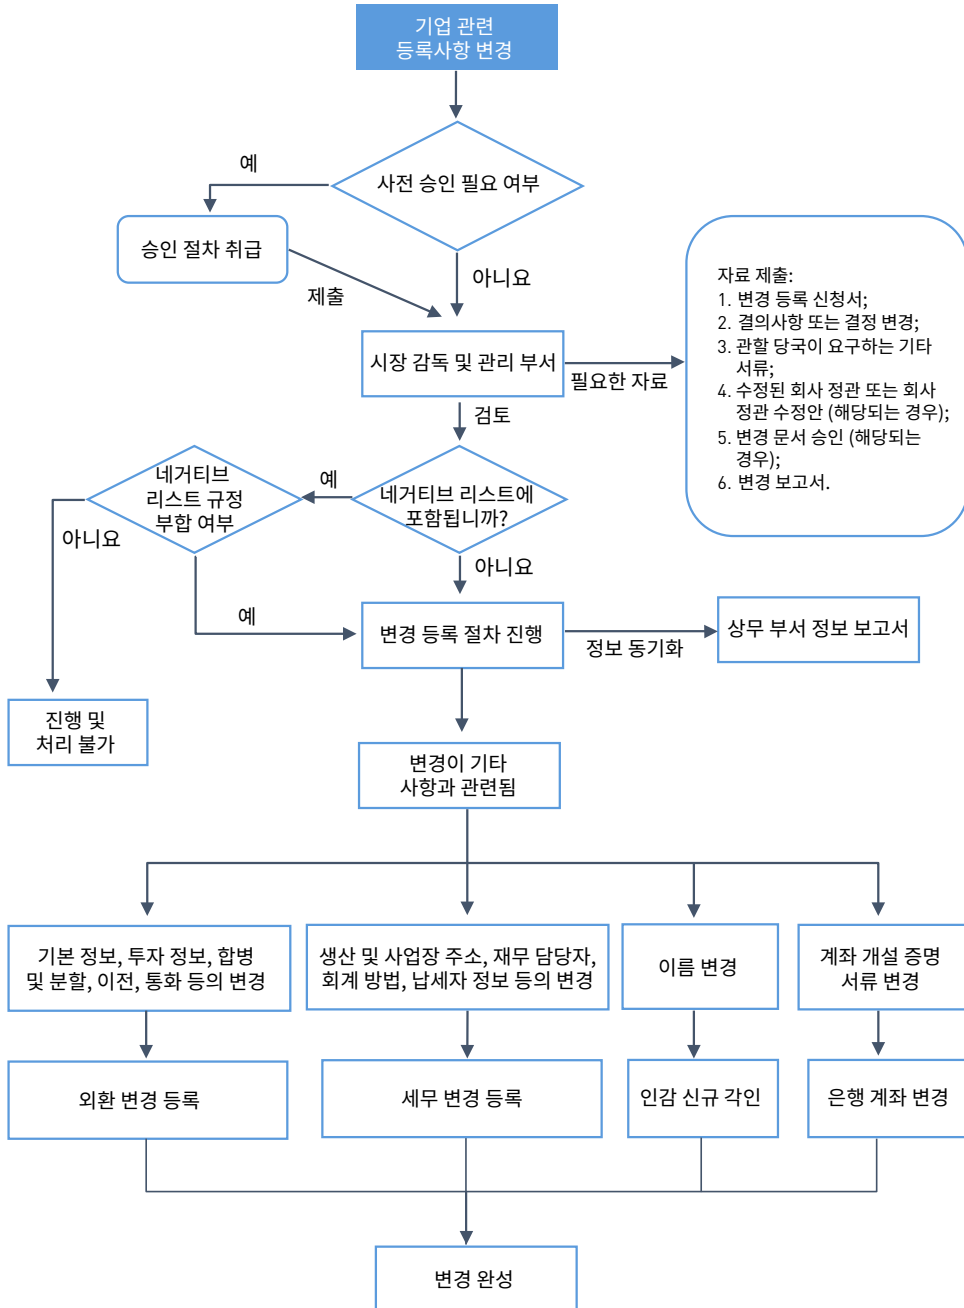 기업 관련
등록사항 변경
예
사전 승인 필요 여부
승인 절차 취급
제출
아니요
자료 제출:
1. 변경 등록 신청서;
2. 결의사항 또는 결정 변경;
3. 관할 당국이 요구하는 기타
서류;
4. 수정된 회사 정관 또는 회사
정관 수정안 (해당되는 경우);
5. 변경 문서 승인 (해당되는
경우);
6. 변경 보고서.
시장 감독 및 관리 부서
필요한 자료
검토
네거티브
리스트 규정
부합 여부
예
네거티브 리스트에
포함됩니까?
아니요
아니요
예
변경 등록 절차 진행
정보 동기화
상무 부서 정보 보고서
진행 및
처리 불가
변경이 기타
사항과 관련됨
기본 정보, 투자 정보, 합병
및 분할, 이전, 통화 등의 변경
생산 및 사업장 주소, 재무 담당자,
회계 방법, 납세자 정보 등의 변경
이름 변경
계좌 개설 증명
서류 변경
외환 변경 등록
세무 변경 등록
인감 신규 각인
은행 계좌 변경
변경 완성